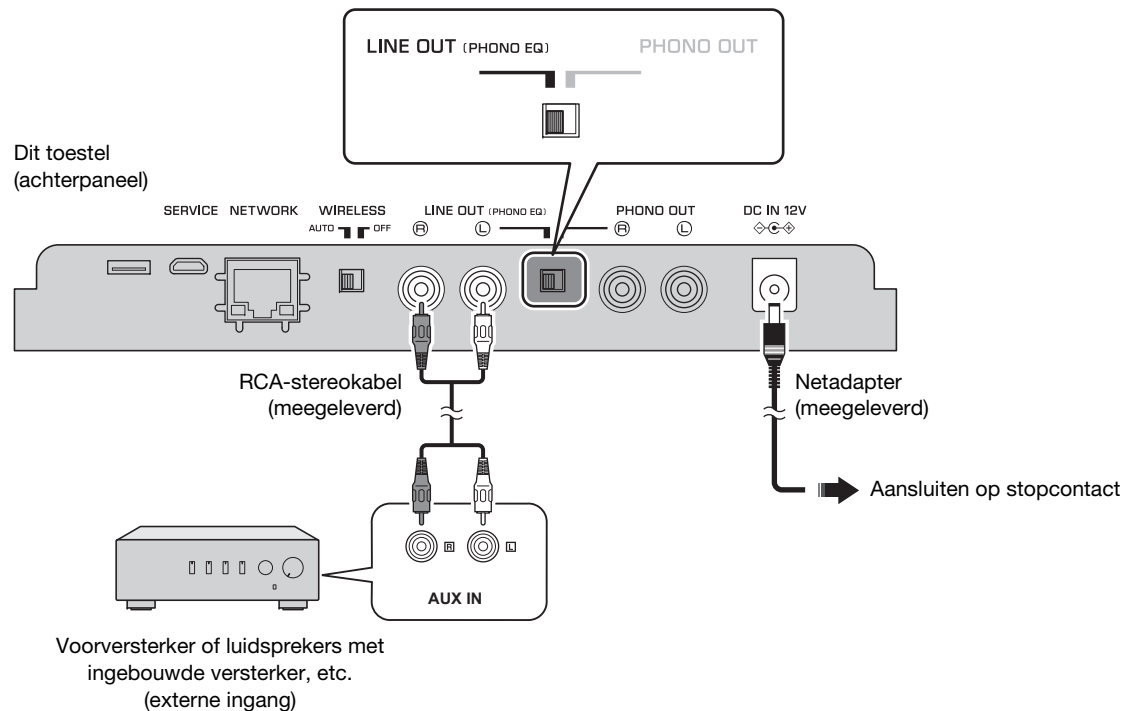 LINE OUT (PHONO EQ) PHONO OUT
Dit toestel
(achterpaneel)
SERVICE NETWORK WIRELESS LINE OUT (PHONO EQ) PHONO OUT DC IN 12V
AUTO OFF R L R L
RCA-stereokabel
(meegeleverd)
Netadapter
(meegeleverd)
Aansluiten op stopcontact
R L
AUX IN
Voorversterker of luidsprekers met
ingebouwde versterker, etc.
(externe ingang)